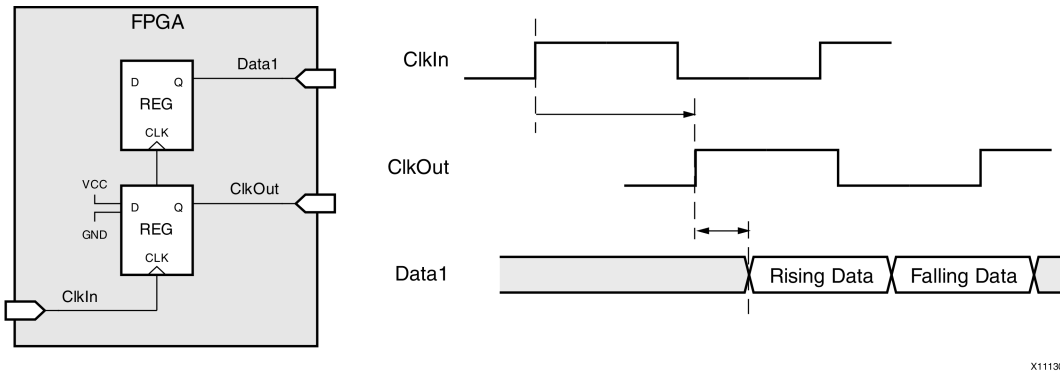 FPGA
Data1
D Q
REG
CLK
VCC
ClkOut
D Q
GND
REG
CLK
ClkIn
ClkIn
ClkOut
Data1
Rising Data
Falling Data